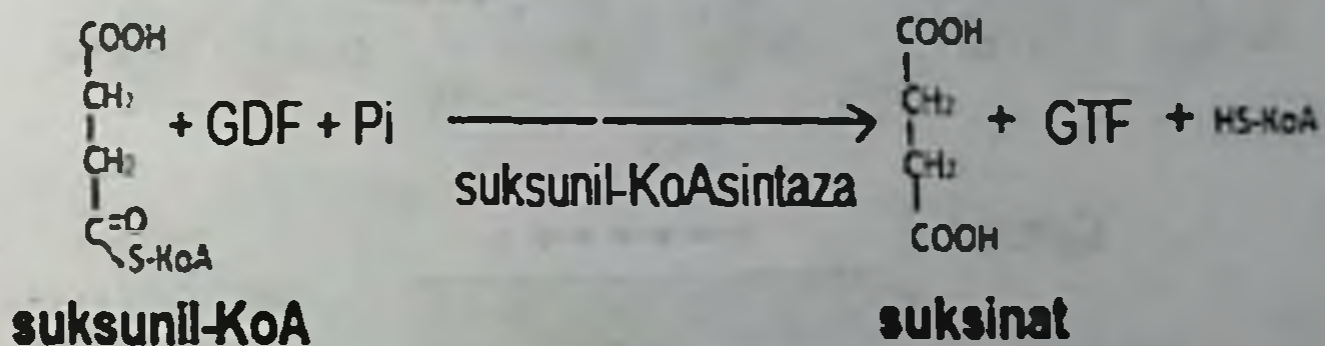 COOH COOH
CH₂ CH₂
+ GDF + Pi + GTF + HS-KoA
CH₂ CH₂
suksunil-KoAsintaza
C=O COOH
S-KoA
suksunil-KoA suksinat